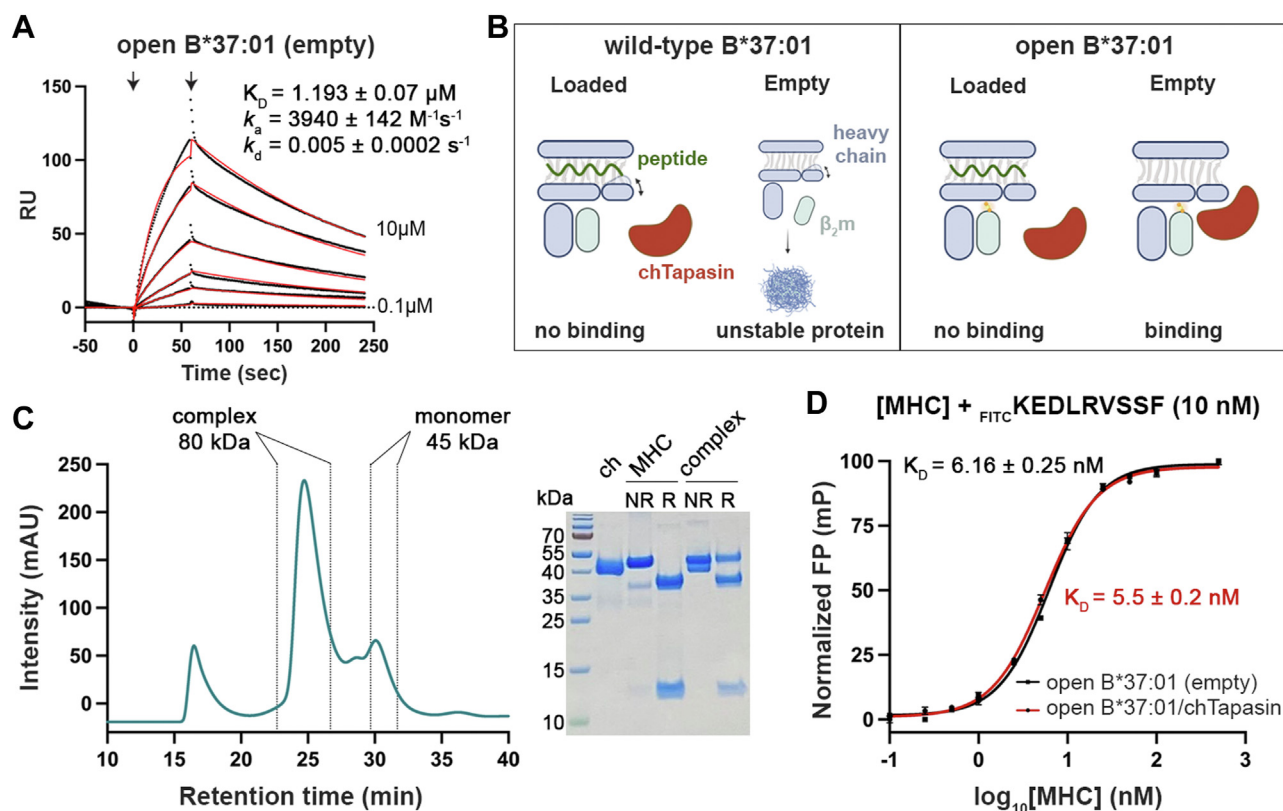 A
open B*37:01 (empty)
K_D = 1.193 ± 0.07 µM
k_a = 3940 ± 142 M⁻¹s⁻¹
k_d = 0.005 ± 0.0002 s⁻¹
150
100
50
0
RU
10µM
0.1µM
-50 0 50 100 150 200 250
Time (sec)
B
wild-type B*37:01
open B*37:01
Loaded
Empty
Loaded
Empty
heavy
chain
peptide
β₂m
chTapasin
no binding
unstable protein
no binding
binding
C
complex
80 kDa
monomer
45 kDa
250
200
150
100
50
0
Intensity (mAU)
10 15 20 25 30 35 40
Retention time (min)
ch
MHC
complex
kDa
NR R NR R
70
55
40
35
25
15
10
D
[MHC] + FITCKEDLRVSSF (10 nM)
K_D = 6.16 ± 0.25 nM
K_D = 5.5 ± 0.2 nM
100
75
50
25
0
Normalized FP (mP)
open B*37:01 (empty)
open B*37:01/chTapasin
-1 0 1 2 3
log₁₀[MHC] (nM)